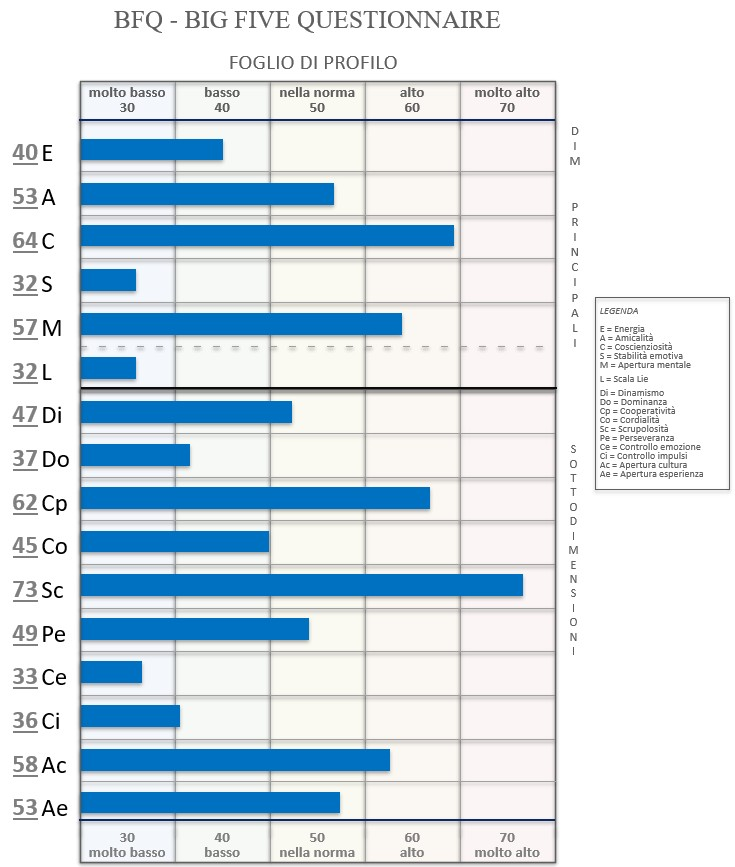 BFQ - BIG FIVE QUESTIONNAIRE
FOGLIO DI PROFILO
molto basso basso nella norma alto molto alto
30 40 50 60 70
40 E
53 A
64 C
32 S
57 M
32 L
47 Di
37 Do
62 Cp
45 Co
73 Sc
49 Pe
33 Ce
36 Ci
58 Ac
53 Ae
30 40 50 60 70
molto basso basso nella norma alto molto alto
DIM PRINCIPALI
SOTTODIMENSIONI
LEGENDA
E = Energia
A = Amicalità
C = Coscienziosità
S = Stabilità emotiva
M = Apertura mentale
L = Scala Lie
Di = Dinamismo
Do = Dominanza
Cp = Cooperatività
Co = Cordialità
Sc = Scrupolosità
Pe = Perseveranza
Ce = Controllo emozione
Ci = Controllo impulsi
Ac = Apertura cultura
Ae = Apertura esperienza